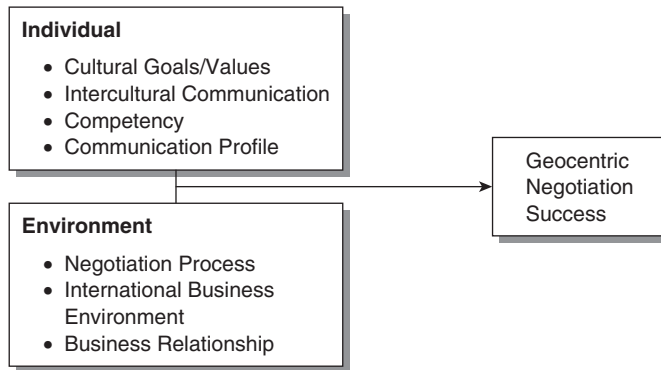 Individual
• Cultural Goals/Values
• Intercultural Communication
• Competency
• Communication Profile
Geocentric
Negotiation
Success
Environment
• Negotiation Process
• International Business
Environment
• Business Relationship